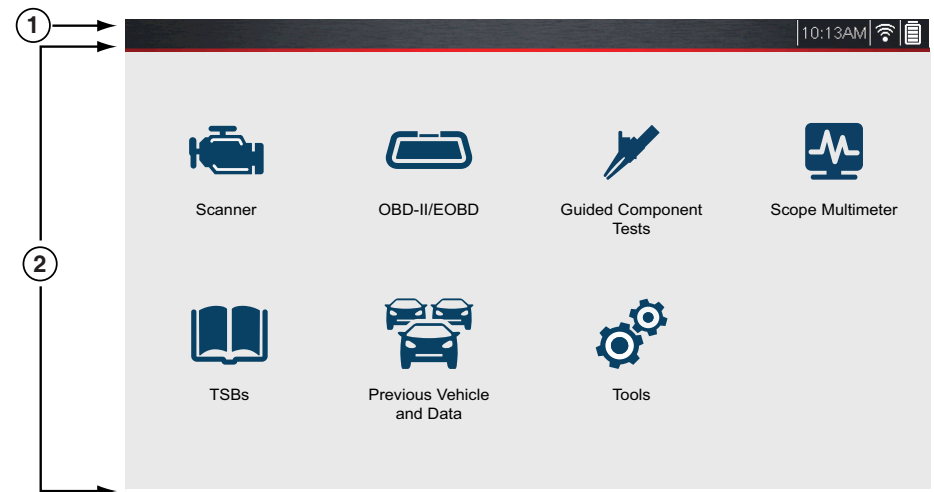 1
10:13AM
2
Scanner
OBD-II/EOBD
Guided Component
Tests
Scope Multimeter
TSBs
Previous Vehicle
and Data
Tools